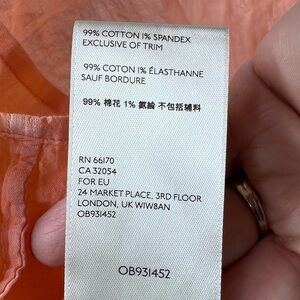 99% COTTON 1% SPANDEX
EXCLUSIVE OF TRIM
99% COTON 1% ÉLASTHANNE
SAUF BORDURE
99% 棉花 1% 氨綸 不包括辅料
RN 66170
CA 32054
FOR EU
24 MARKET PLACE, 3RD FLOOR
LONDON, UK W1W8AN
OB931452
OB931452